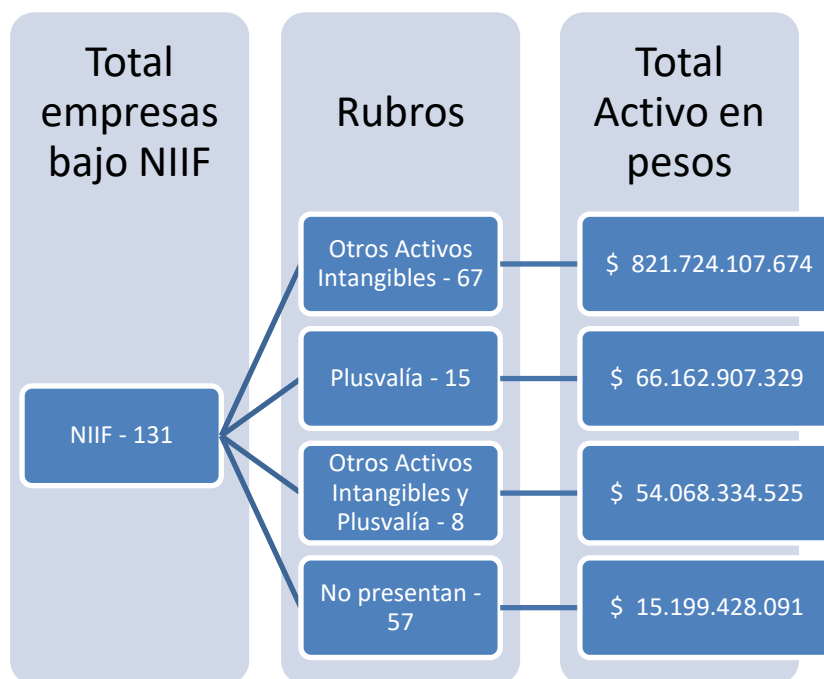 Total
empresas
bajo NIIF
Rubros
Total
Activo en
pesos
NIIF - 131
Otros Activos
Intangibles - 67
$ 821.724.107.674
Plusvalía - 15
$ 66.162.907.329
Otros Activos
Intangibles y
Plusvalía - 8
$ 54.068.334.525
No presentan -
57
$ 15.199.428.091